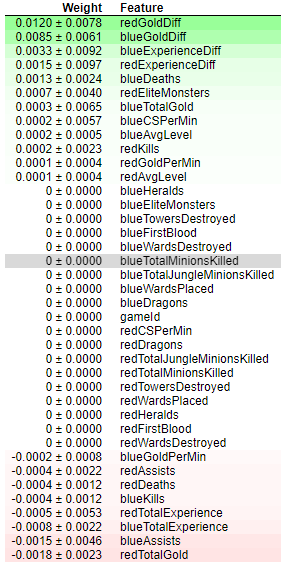 Weight Feature
0.0120 ± 0.0078 redGoldDiff
0.0085 ± 0.0061 blueGoldDiff
0.0033 ± 0.0092 blueExperienceDiff
0.0015 ± 0.0097 redExperienceDiff
0.0013 ± 0.0024 blueDeaths
0.0007 ± 0.0040 redEliteMonsters
0.0003 ± 0.0065 blueTotalGold
0.0002 ± 0.0057 blueCSPerMin
0.0002 ± 0.0005 blueAvgLevel
0.0002 ± 0.0023 redKills
0.0001 ± 0.0004 redGoldPerMin
0.0001 ± 0.0004 redAvgLevel
0 ± 0.0000 blueHeralds
0 ± 0.0000 blueEliteMonsters
0 ± 0.0000 blueTowersDestroyed
0 ± 0.0000 blueFirstBlood
0 ± 0.0000 blueWardsDestroyed
0 ± 0.0000 blueTotalMinionsKilled
0 ± 0.0000 blueTotalJungleMinionsKilled
0 ± 0.0000 blueWardsPlaced
0 ± 0.0000 blueDragons
0 ± 0.0000 gameId
0 ± 0.0000 redCSPerMin
0 ± 0.0000 redDragons
0 ± 0.0000 redTotalJungleMinionsKilled
0 ± 0.0000 redTotalMinionsKilled
0 ± 0.0000 redTowersDestroyed
0 ± 0.0000 redWardsPlaced
0 ± 0.0000 redHeralds
0 ± 0.0000 redFirstBlood
0 ± 0.0000 redWardsDestroyed
-0.0002 ± 0.0008 blueGoldPerMin
-0.0004 ± 0.0022 redAssists
-0.0004 ± 0.0012 redDeaths
-0.0004 ± 0.0012 blueKills
-0.0005 ± 0.0053 redTotalExperience
-0.0008 ± 0.0022 blueTotalExperience
-0.0015 ± 0.0046 blueAssists
-0.0018 ± 0.0023 redTotalGold